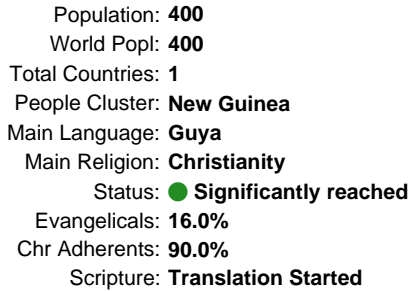 Population: 400
World Popl: 400
Total Countries: 1
People Cluster: New Guinea
Main Language: Guya
Main Religion: Christianity
Status: Significantly reached
Evangelicals: 16.0%
Chr Adherents: 90.0%
Scripture: Translation Started